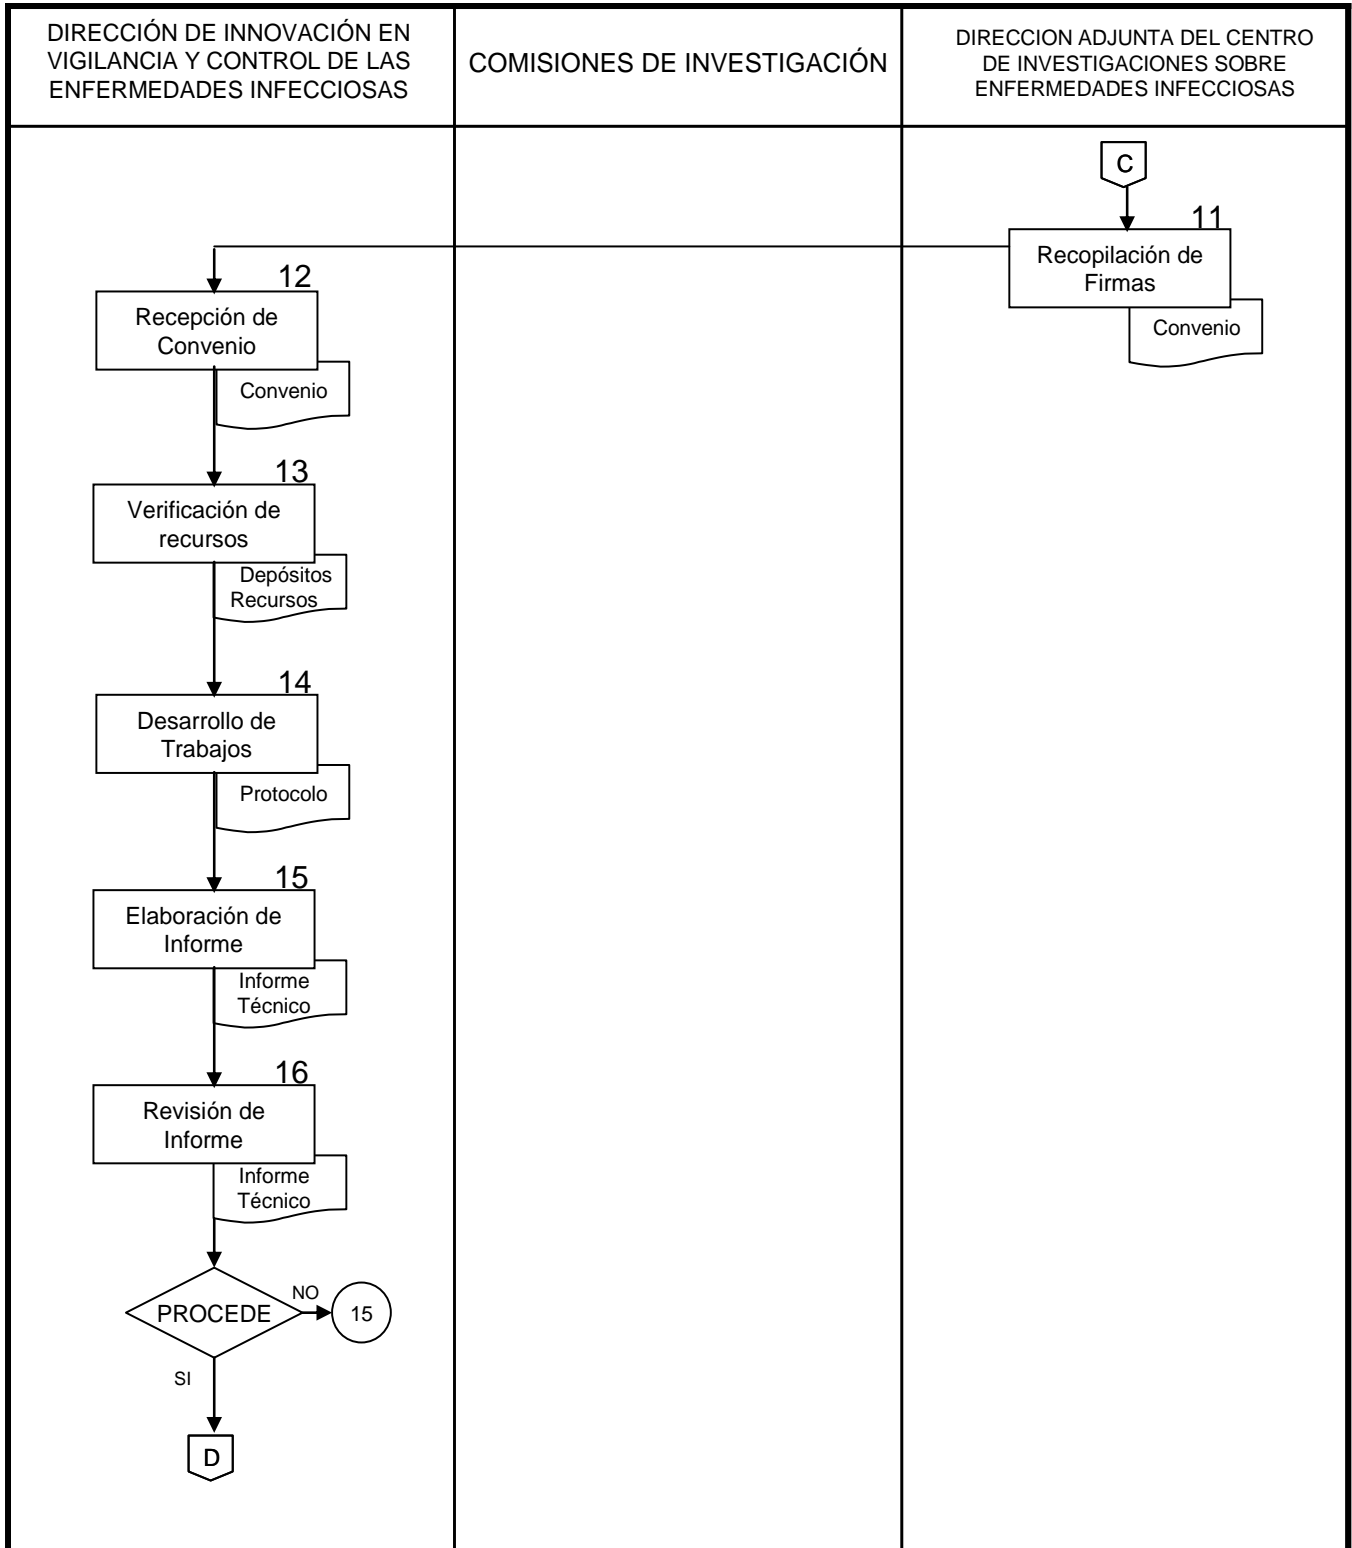 DIRECCIÓN DE INNOVACIÓN EN
VIGILANCIA Y CONTROL DE LAS
ENFERMEDADES INFECCIOSAS
COMISIONES DE INVESTIGACIÓN
DIRECCION ADJUNTA DEL CENTRO
DE INVESTIGACIONES SOBRE
ENFERMEDADES INFECCIOSAS
C
11
Recopilación de
Firmas
Convenio
12
Recepción de
Convenio
Convenio
13
Verificación de
recursos
Depósitos
Recursos
14
Desarrollo de
Trabajos
Protocolo
15
Elaboración de
Informe
Informe
Técnico
16
Revisión de
Informe
Informe
Técnico
PROCEDE
NO
15
SI
D